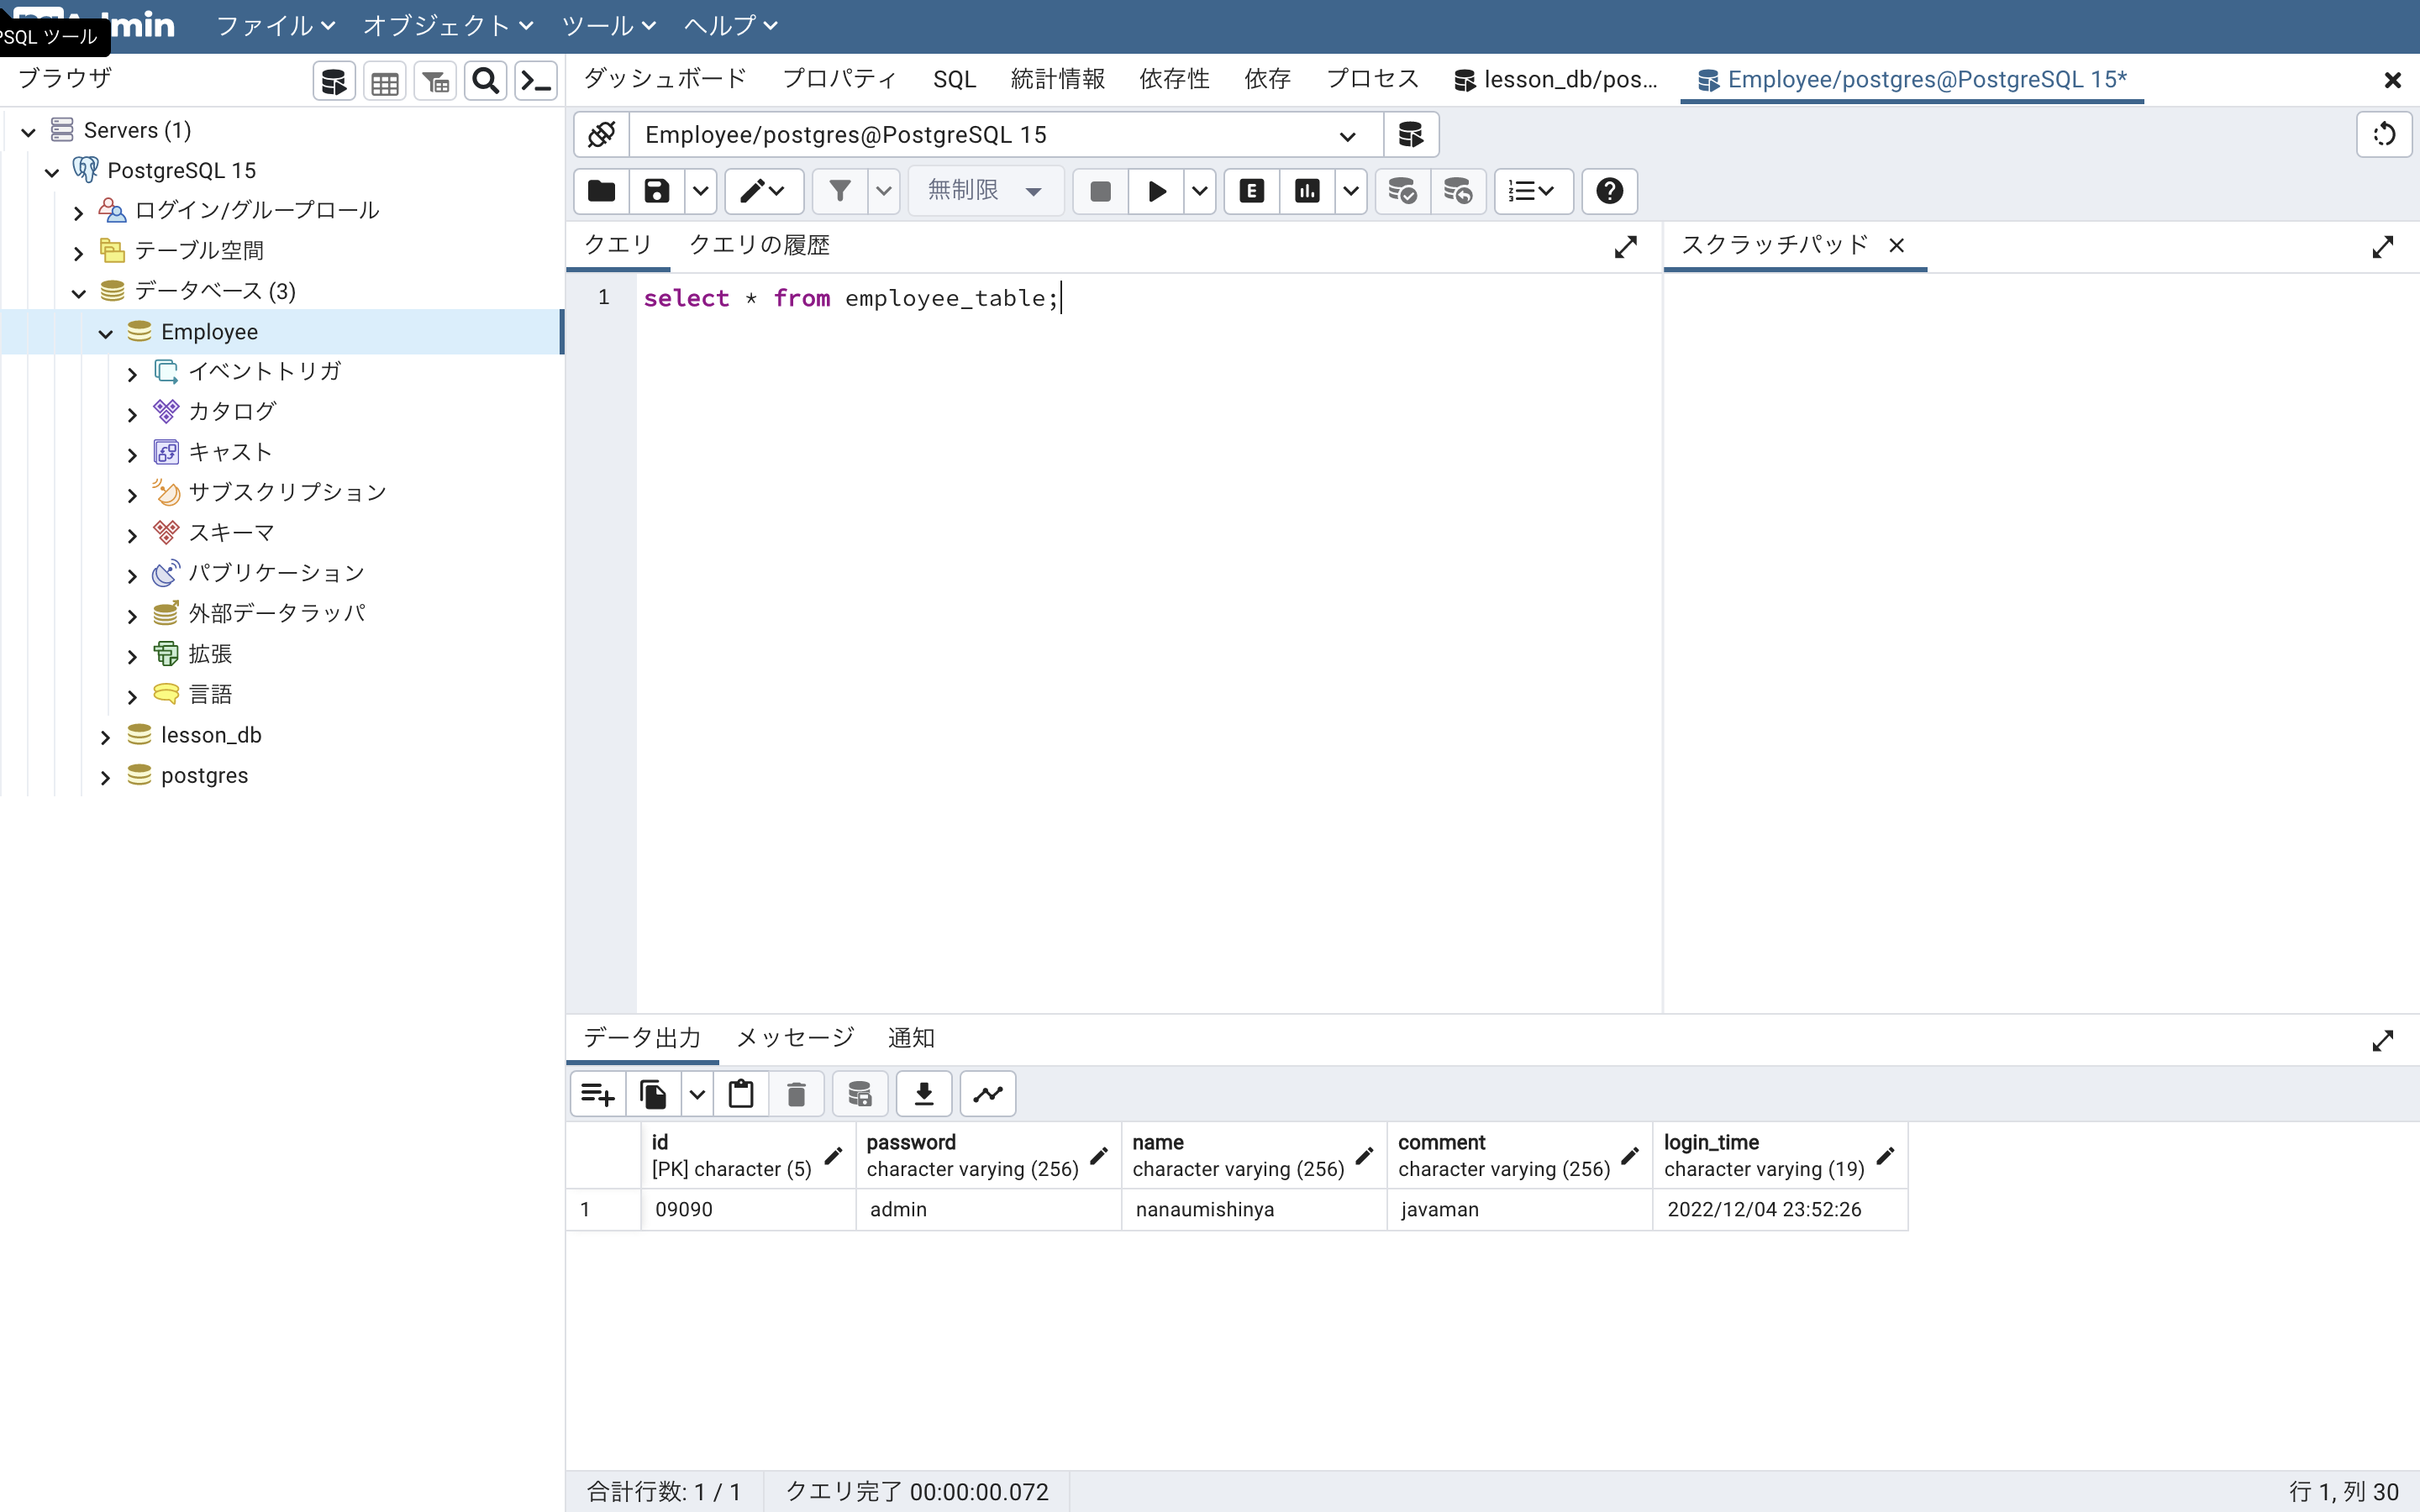 Admin ファイル オブジェクト ツール ヘルプ
PSQL ツール
ブラウザ
ダッシュボード プロパティ SQL 統計情報 依存性 依存 プロセス lesson_db/pos... Employee/postgres@PostgreSQL 15*
Servers (1)
PostgreSQL 15
ログイン/グループロール
テーブル空間
データベース (3)
Employee
イベントトリガ
カタログ
キャスト
サブスクリプション
スキーマ
パブリケーション
外部データラッパ
拡張
言語
lesson_db
postgres
Employee/postgres@PostgreSQL 15
無制限
クエリ クエリの履歴
スクラッチパッド
1 select * from employee_table;
データ出力 メッセージ 通知
id password name comment login_time
[PK] character (5) character varying (256) character varying (256) character varying (256) character varying (19)
1 09090 admin nanaumishinya javaman 2022/12/04 23:52:26
合計行数: 1 / 1 クエリ完了 00:00:00.072 行 1, 列 30